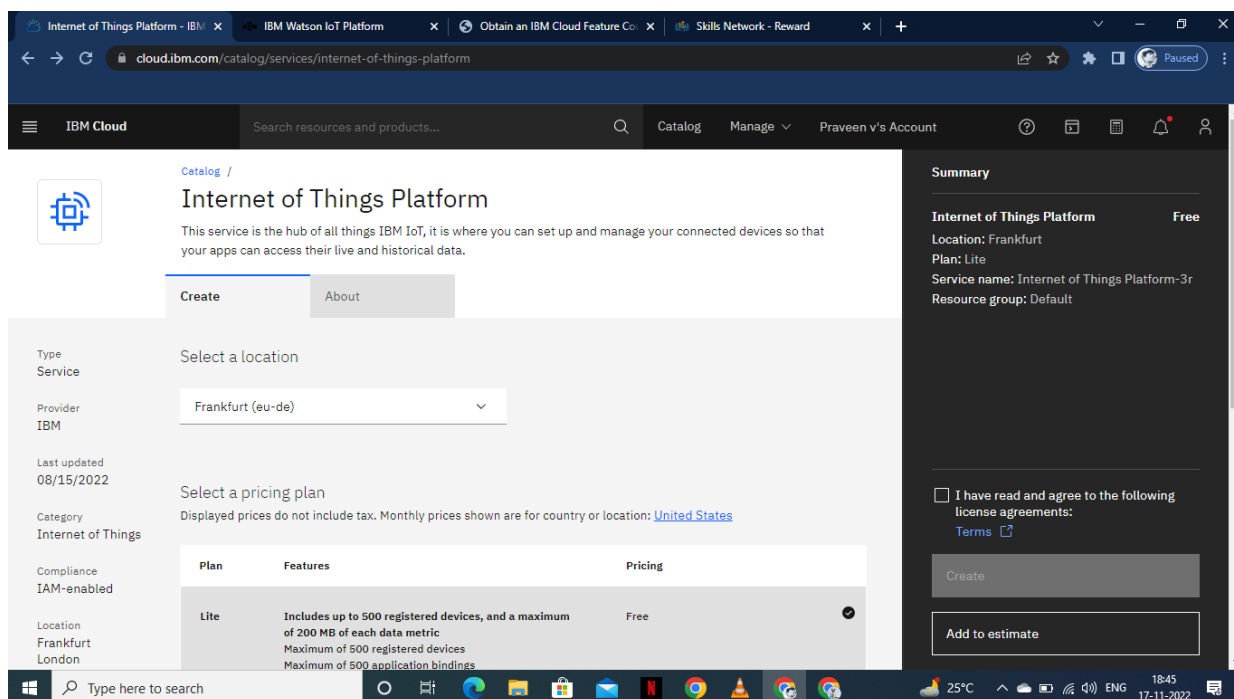 Internet of Things Platform - IBM
IBM Watson IoT Platform
Obtain an IBM Cloud Feature Co
Skills Network - Reward
cloud.ibm.com/catalog/services/internet-of-things-platform
Paused
IBM Cloud
Search resources and products...
Catalog
Manage
Praveen v's Account
Catalog /
Internet of Things Platform
This service is the hub of all things IBM IoT, it is where you can set up and manage your connected devices so that
your apps can access their live and historical data.
Create
About
Type
Service
Provider
IBM
Last updated
08/15/2022
Category
Internet of Things
Compliance
IAM-enabled
Location
Frankfurt
London
Select a location
Frankfurt (eu-de)
Select a pricing plan
Displayed prices do not include tax. Monthly prices shown are for country or location: United States
Plan Features Pricing
Lite Includes up to 500 registered devices, and a maximum Free
of 200 MB of each data metric
Maximum of 500 registered devices
Maximum of 500 application bindings
Summary
Internet of Things Platform Free
Location: Frankfurt
Plan: Lite
Service name: Internet of Things Platform-3r
Resource group: Default
I have read and agree to the following
license agreements:
Terms
Create
Add to estimate
Type here to search
25°C
ENG
18:45
17-11-2022